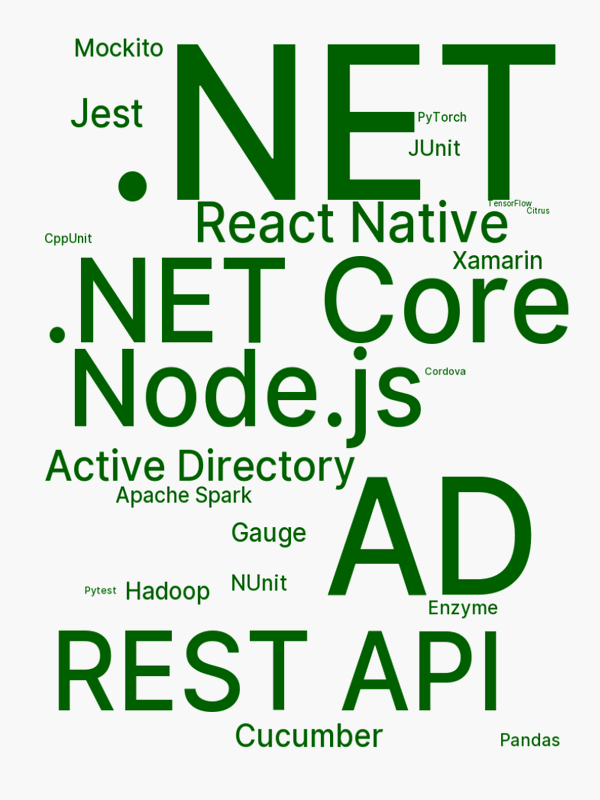 Mockito
.NET
Jest
PyTorch
JUnit
React Native
TensorFlow
Citrus
CppUnit
Xamarin
.NET Core
Node.js
Cordova
Active Directory
Apache Spark
AD
Gauge
NUnit
Pytest
Hadoop
Enzyme
REST API
Cucumber
Pandas